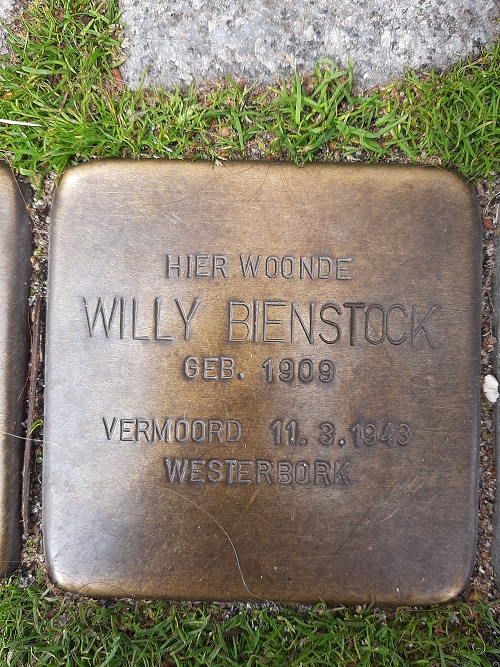 HIER WOONDE
WILLY BIENSTOCK
GEB. 1909
VERMOORD 11. 3. 1943
WESTERBORK